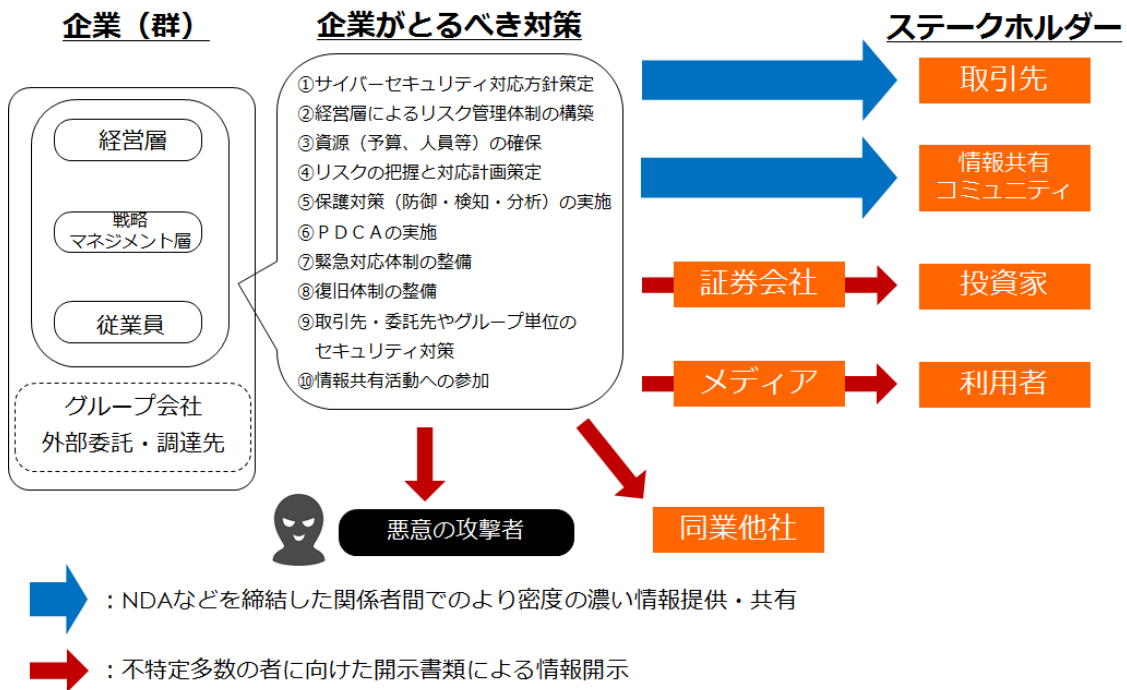 企業（群）
企業がとるべき対策
ステークホルダー
経営層
戦略
マネジメント層
従業員
グループ会社
外部委託・調達先
①サイバーセキュリティ対応方針策定
②経営層によるリスク管理体制の構築
③資源（予算、人員等）の確保
④リスクの把握と対応計画策定
⑤保護対策（防御・検知・分析）の実施
⑥ＰＤＣＡの実施
⑦緊急対応体制の整備
⑧復旧体制の整備
⑨取引先・委託先やグループ単位の
セキュリティ対策
⑩情報共有活動への参加
取引先
情報共有
コミュニティ
証券会社
投資家
メディア
利用者
悪意の攻撃者
同業他社
：NDAなどを締結した関係者間でのより密度の濃い情報提供・共有
：不特定多数の者に向けた開示書類による情報開示